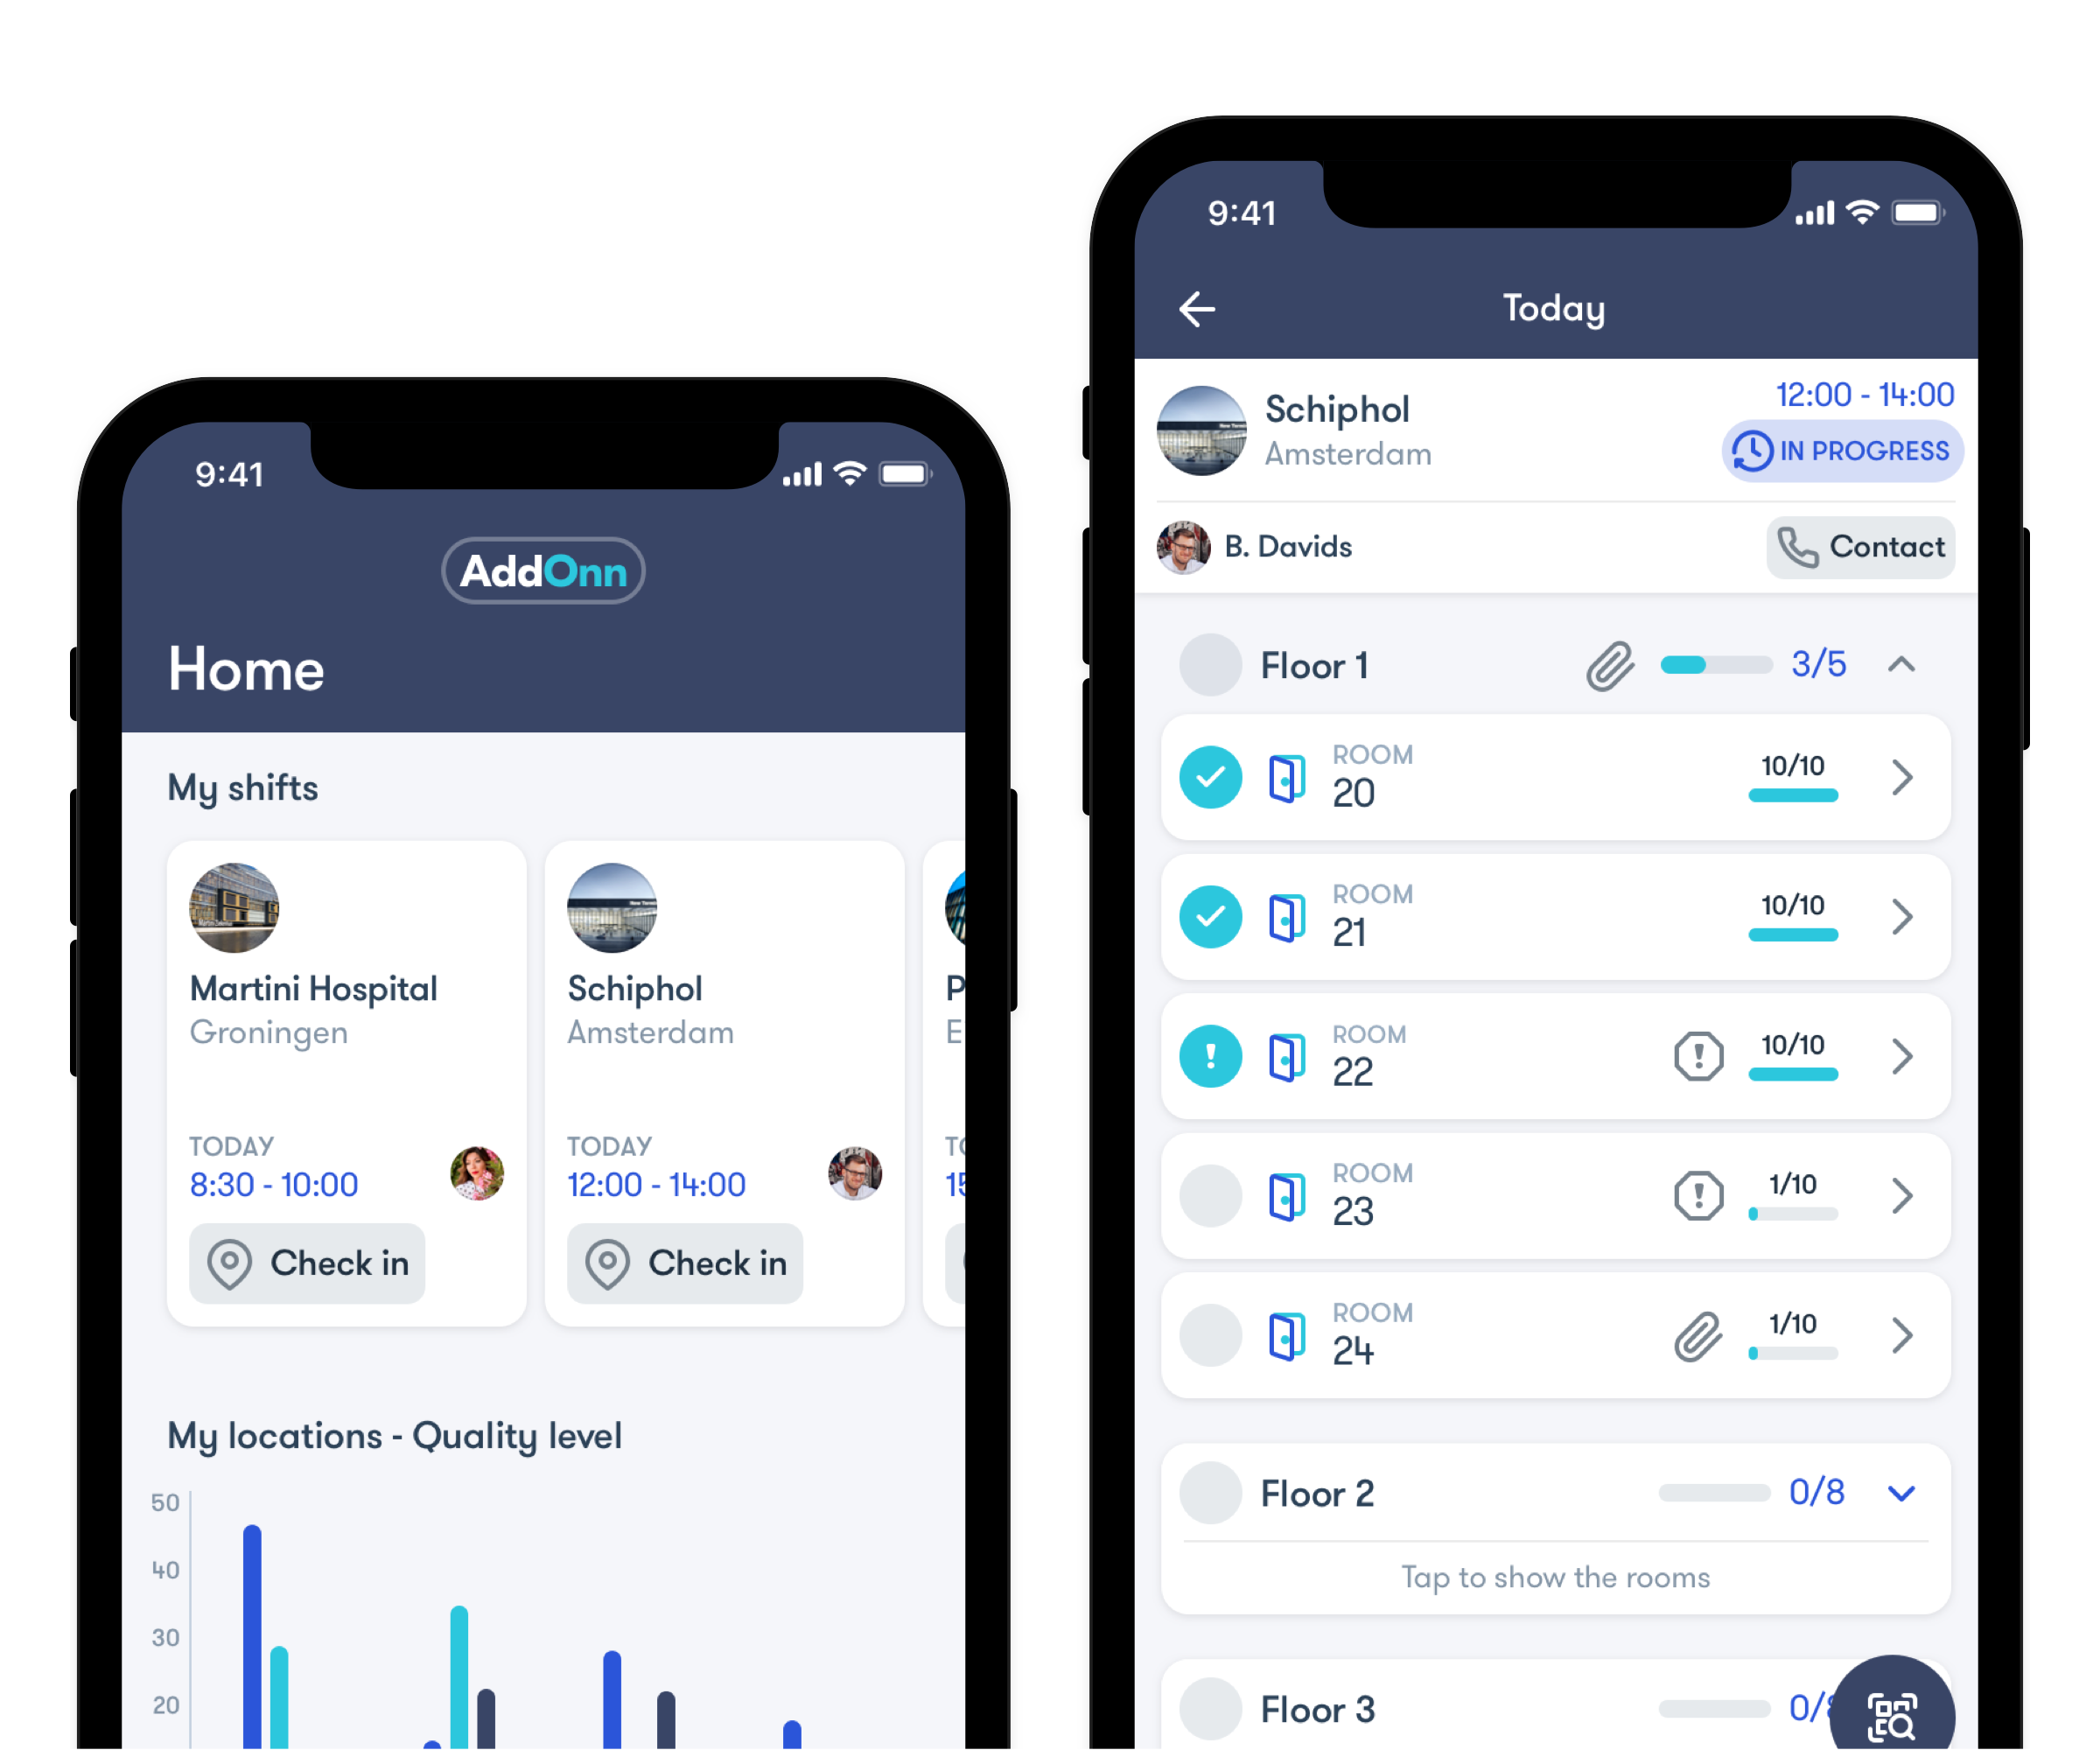 9:41
AddOnn
Home
My shifts
Martini Hospital
Groningen
TODAY
8:30 - 10:00
Check in
Schiphol
Amsterdam
TODAY
12:00 - 14:00
Check in
My locations - Quality level
50
40
30
20
9:41
Today
Schiphol
Amsterdam
12:00 - 14:00
IN PROGRESS
B. Davids
Contact
Floor 1
3/5
ROOM
20
10/10
ROOM
21
10/10
ROOM
22
10/10
ROOM
23
1/10
ROOM
24
1/10
Floor 2
0/8
Tap to show the rooms
Floor 3